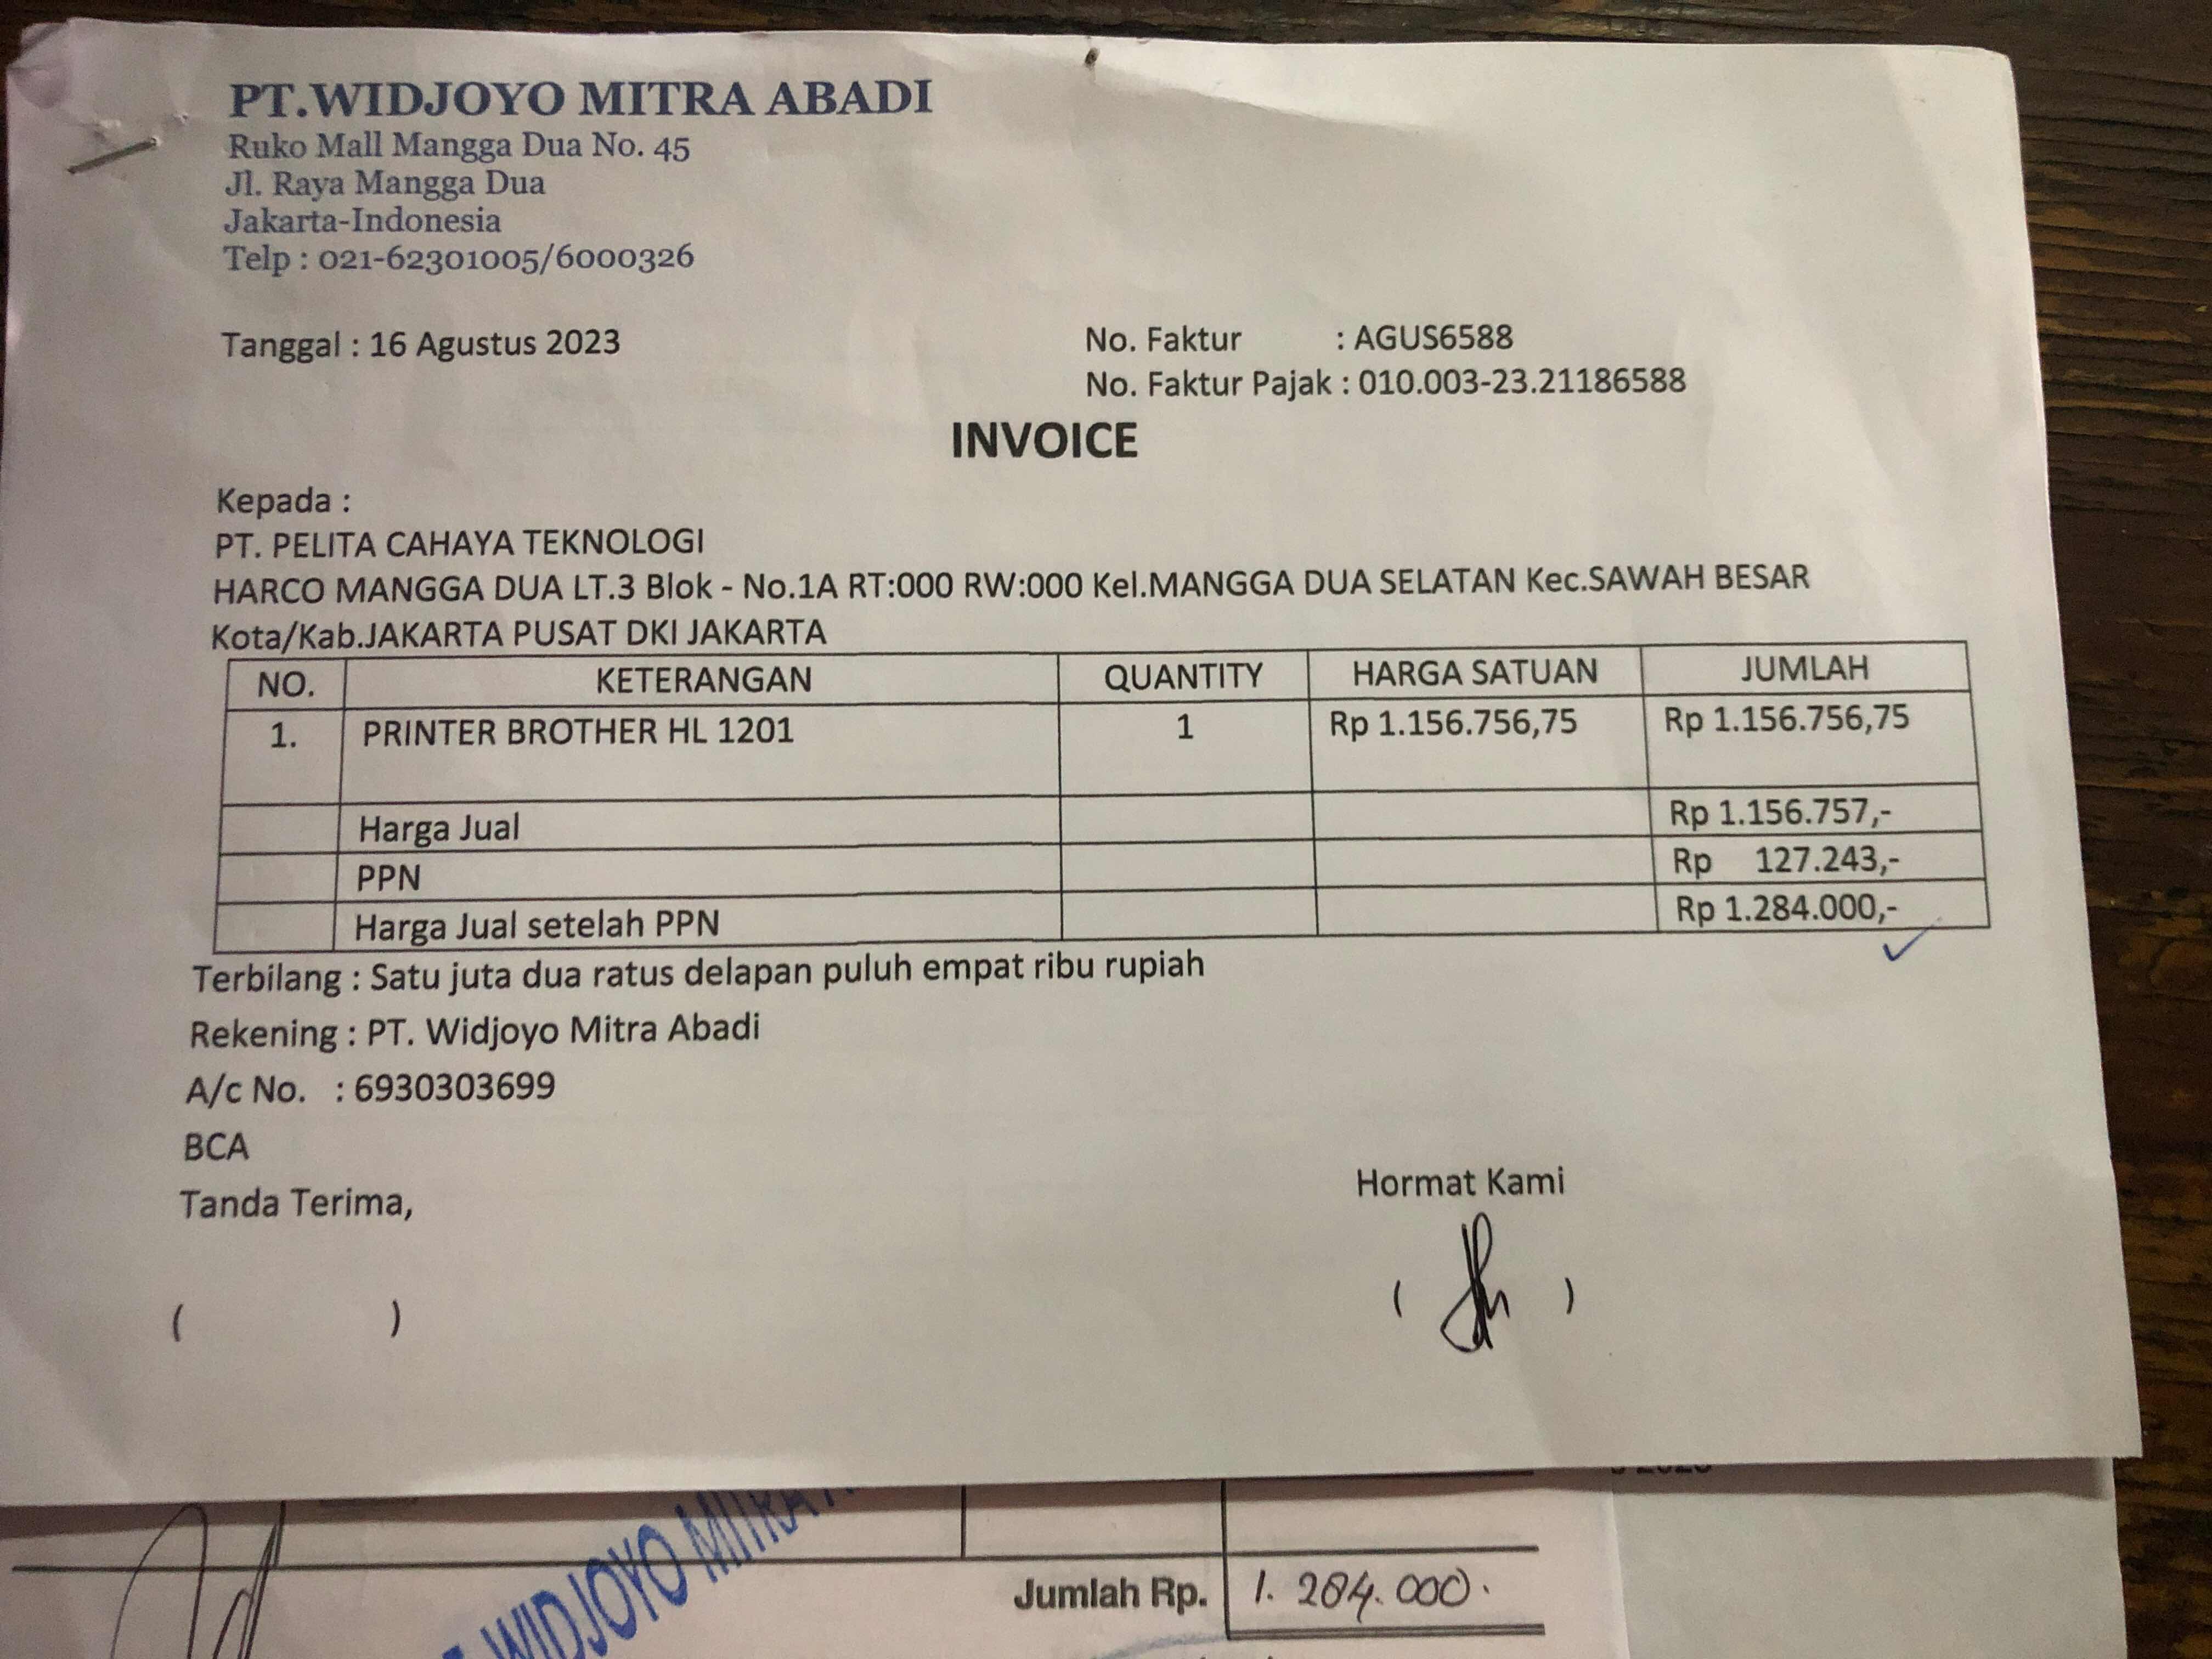 PT.WIDJOYO MITRA ABADI
Ruko Mall Mangga Dua No. 45
Jl. Raya Mangga Dua
Jakarta-Indonesia
Telp : 021-62301005/6000326
Tanggal : 16 Agustus 2023
No. Faktur : AGUS6588
No. Faktur Pajak : 010.003-23.21186588
INVOICE
Kepada :
PT. PELITA CAHAYA TEKNOLOGI
HARCO MANGGA DUA LT.3 Blok - No.1A RT:000 RW:000 Kel.MANGGA DUA SELATAN Kec.SAWAH BESAR
Kota/Kab.JAKARTA PUSAT DKI JAKARTA
NO. KETERANGAN QUANTITY HARGA SATUAN JUMLAH
1. PRINTER BROTHER HL 1201 1 Rp 1.156.756,75 Rp 1.156.756,75
Harga Jual Rp 1.156.757,-
PPN Rp 127.243,-
Harga Jual setelah PPN Rp 1.284.000,-
Terbilang : Satu juta dua ratus delapan puluh empat ribu rupiah
Rekening : PT. Widjoyo Mitra Abadi
A/c No. : 6930303699
BCA
Tanda Terima,
Hormat Kami
( )
( )
WIDJOYO MITRA
Jumlah Rp. 1.284.000.